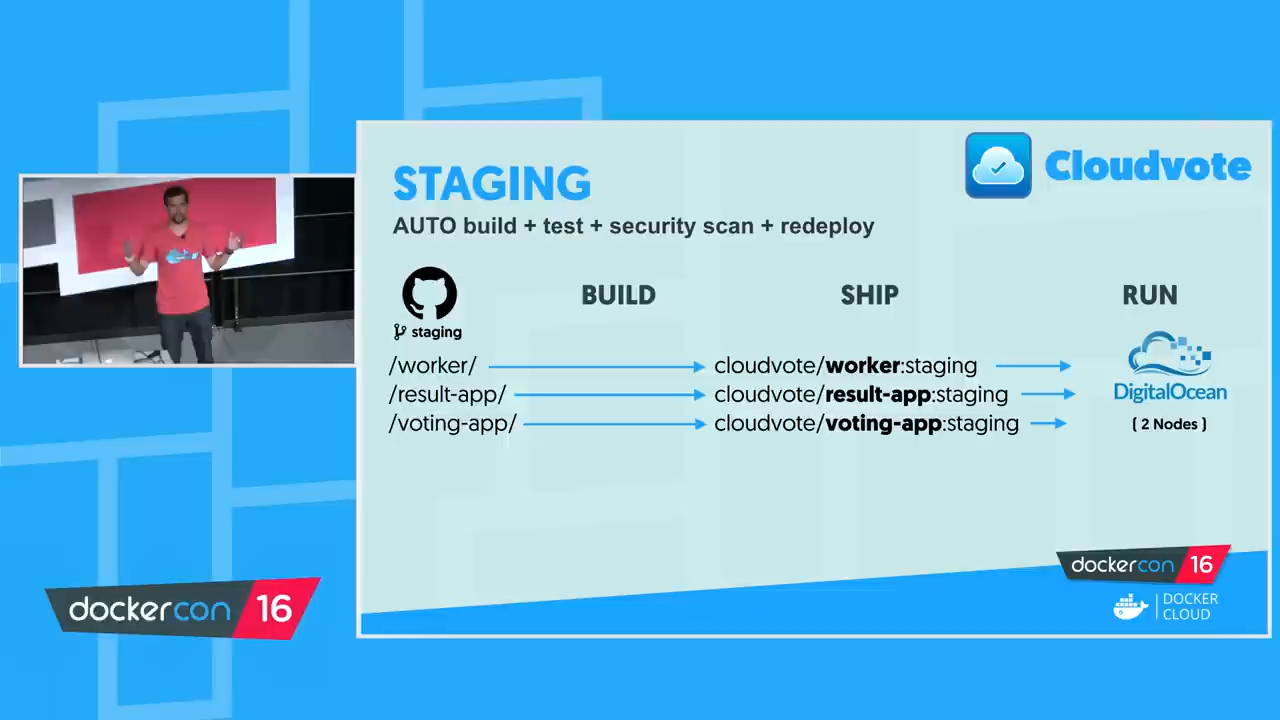 Cloudvote
STAGING
AUTO build + test + security scan + redeploy
BUILD
SHIP
RUN
staging
/worker/
cloudvote/worker:staging
/result-app/
cloudvote/result-app:staging
DigitalOcean
/voting-app/
cloudvote/voting-app:staging
( 2 Nodes )
dockercon 16
DOCKER
CLOUD
dockercon 16